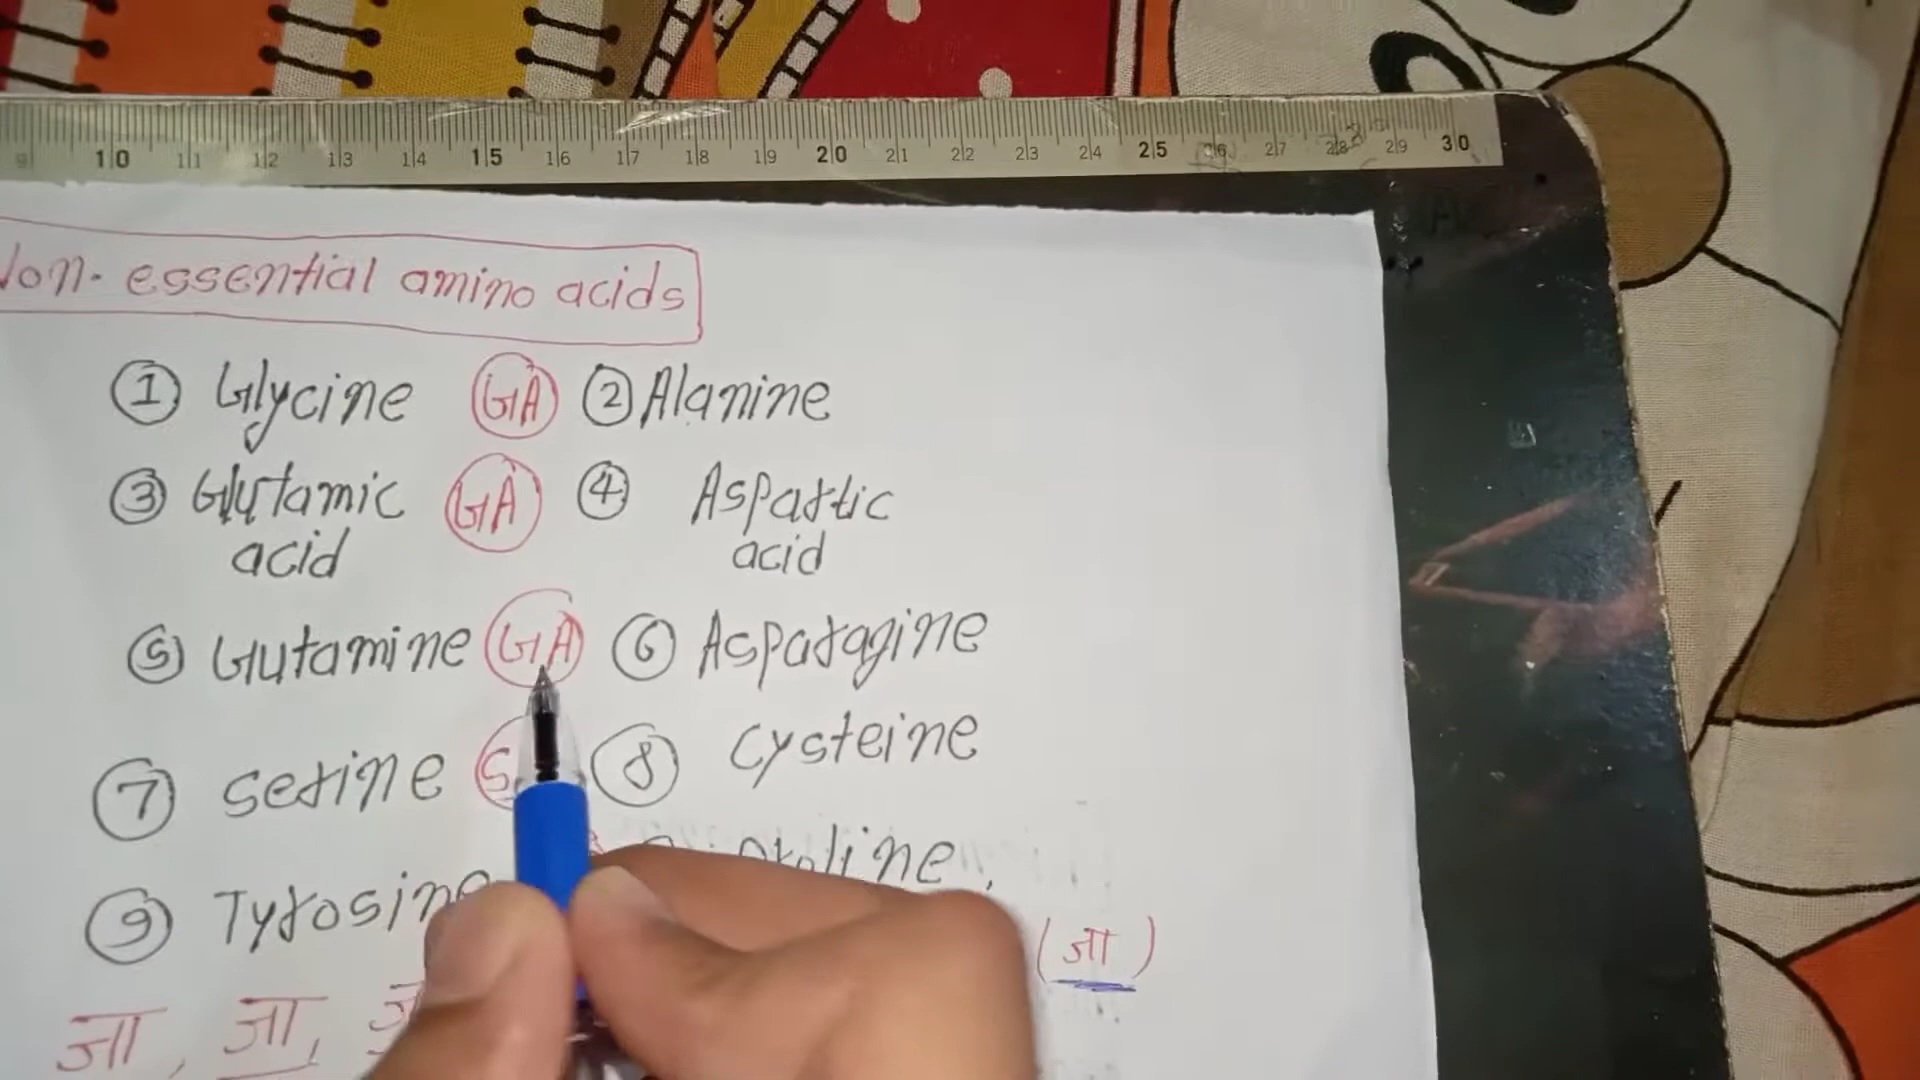 10 11 12 13 14 15 16 17 18 19 20 21 22 23 24 25 26 27 28 29 30
Non- essential amino acids
① Glycine GA ② Alanine
③ Glutamic acid GA ④ Aspartic acid
⑤ Glutamine GA ⑥ Asparagine
⑦ serine S ⑧ cysteine
⑨ Tyrosine
(जा)
जा, जा,